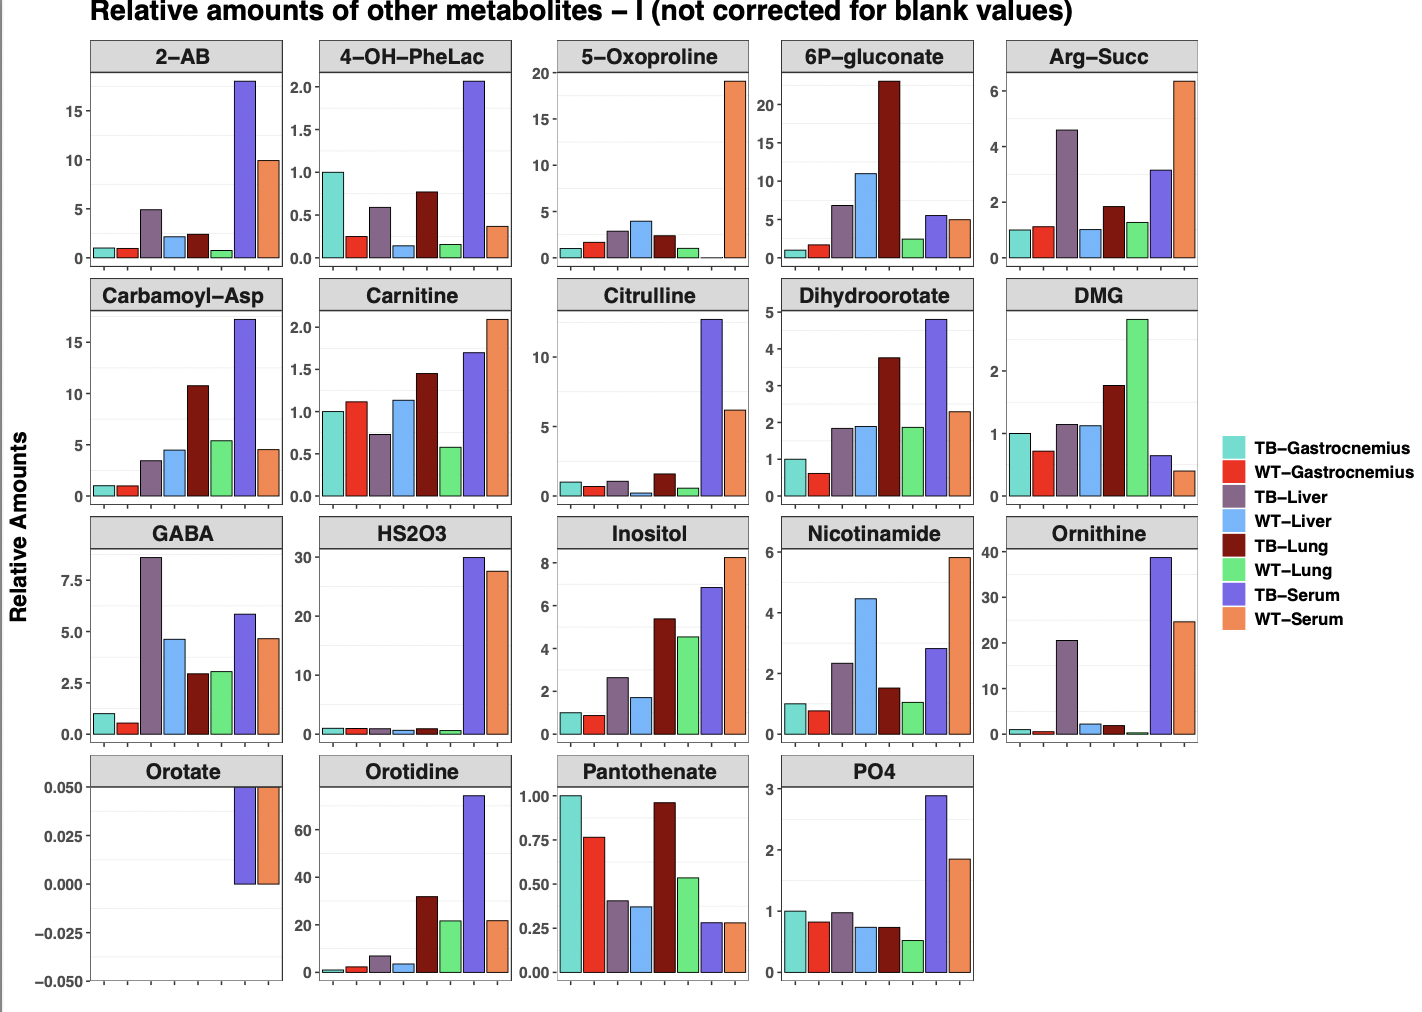 Relative amounts of other metabolites – I (not corrected for blank values)
2–AB
4–OH–PheLac
5–Oxoproline
6P–gluconate
Arg–Succ
15
10
5
0
2.0
1.5
1.0
0.5
0.0
20
15
10
5
0
20
15
10
5
0
6
4
2
0
Carbamoyl–Asp
Carnitine
Citrulline
Dihydroorotate
DMG
15
10
5
0
2.0
1.5
1.0
0.5
0.0
10
5
0
5
4
3
2
1
0
2
1
0
GABA
HS2O3
Inositol
Nicotinamide
Ornithine
7.5
5.0
2.5
0.0
30
20
10
0
8
6
4
2
0
6
4
2
0
40
30
20
10
0
Orotate
Orotidine
Pantothenate
PO4
0.050
0.025
0.000
–0.025
–0.050
60
40
20
0
1.00
0.75
0.50
0.25
0.00
3
2
1
0
Relative Amounts
TB–Gastrocnemius
WT–Gastrocnemius
TB–Liver
WT–Liver
TB–Lung
WT–Lung
TB–Serum
WT–Serum